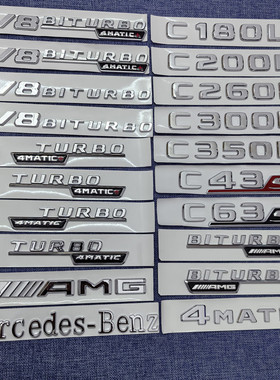 V8 BITURBO 4MATIC+
V8 BITURBO 4MATIC+
V8 BITURBO
V8 BITURBO
TURBO 4MATIC+
TURBO 4MATIC+
TURBO 4MATIC
TURBO 4MATIC
AMG
Mercedes-Benz
C180L
C200L
C260L
C300L
C350L
C43
C63
BITURBO AMG
BITURBO AMG
4MATIC